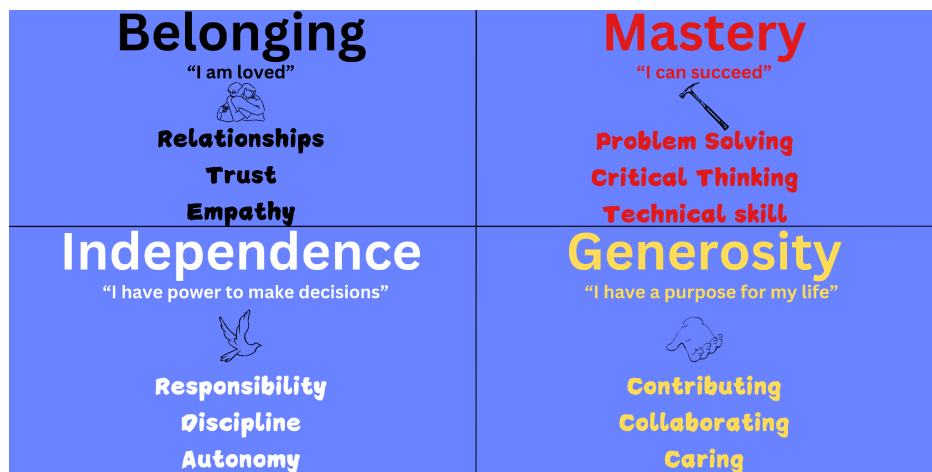 Belonging
“I am loved”
Relationships
Trust
Empathy
Mastery
“I can succeed”
Problem Solving
Critical Thinking
Technical skill
Independence
“I have power to make decisions”
Responsibility
Discipline
Autonomy
Generosity
“I have a purpose for my life”
Contributing
Collaborating
Caring